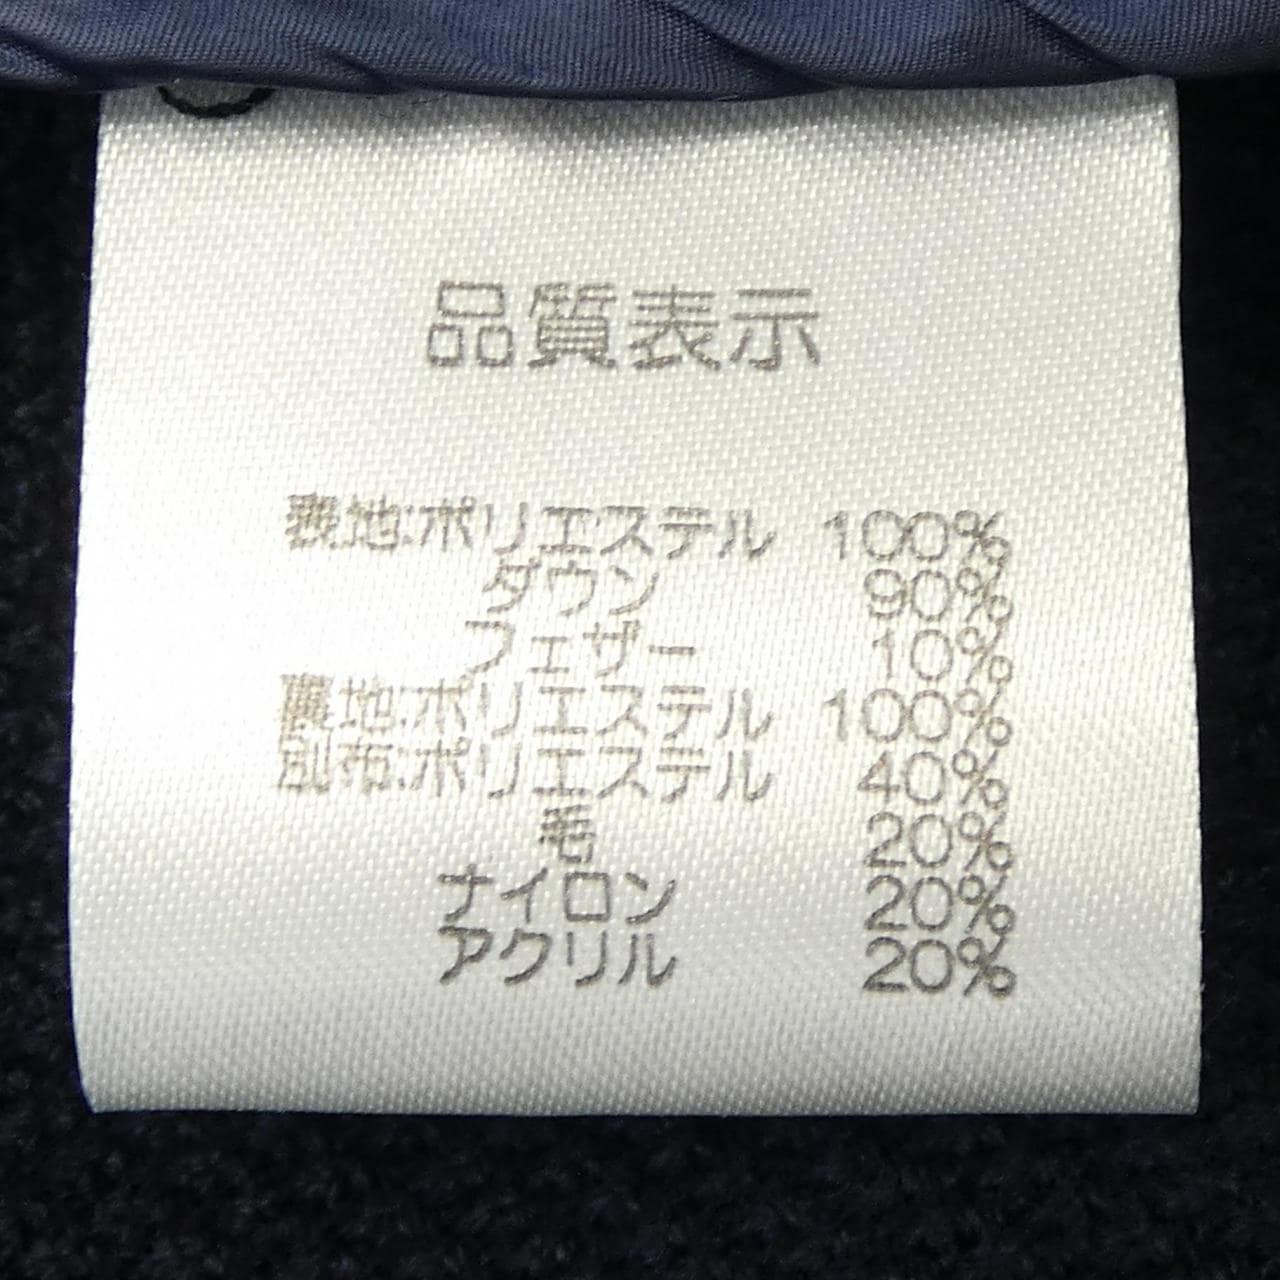 品質表示
表地:ポリエステル 100%
ダウン 90%
フェザー 10%
裏地:ポリエステル 100%
別布:ポリエステル 40%
毛 20%
ナイロン 20%
アクリル 20%